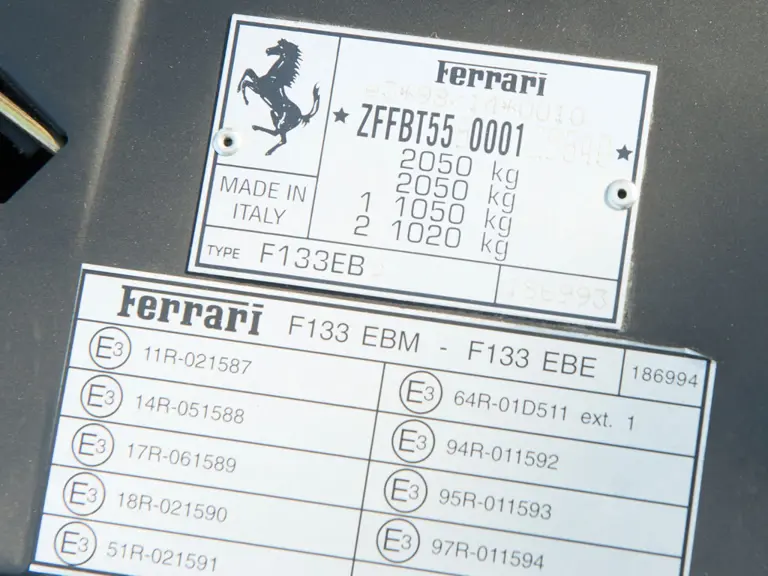 Ferrari
★ ZFFBT55 0001 ★
2050 kg
2050 kg
1 1050 kg
2 1020 kg
MADE IN
ITALY
TYPE F133EB
Ferrari F133 EBM - F133 EBE 186994
E3 11R-021587
E3 14R-051588
E3 17R-061589
E3 18R-021590
E3 51R-021591
E3 64R-01D511 ext. 1
E3 94R-011592
E3 95R-011593
E3 97R-011594